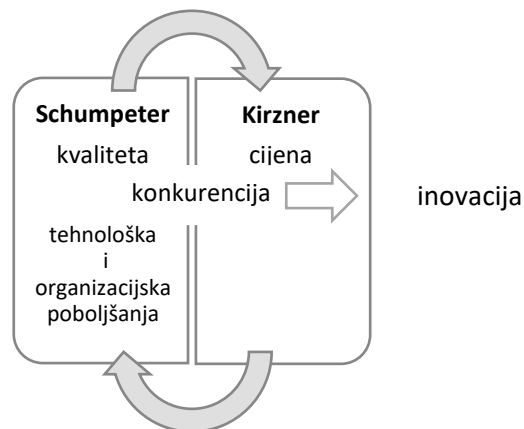 Schumpeter
kvaliteta
Kirzner
cijena
konkurencija
inovacija
tehnološka
i
organizacijska
poboljšanja